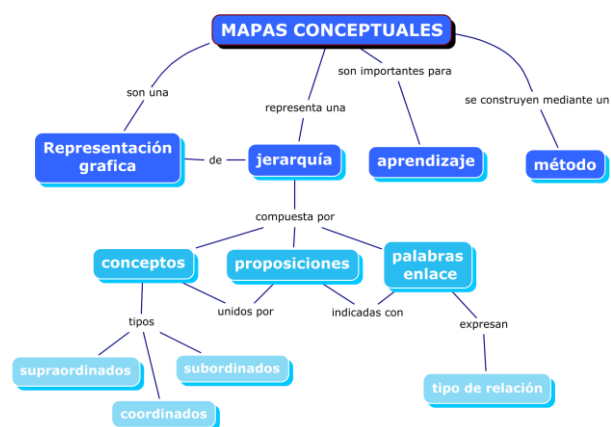 MAPAS CONCEPTUALES
son una
representa una
son importantes para
se construyen mediante un
Representación
grafica
de
jerarquía
aprendizaje
método
compuesta por
conceptos
proposiciones
palabras
enlace
unidos por
indicadas con
tipos
expresan
supraordinados
subordinados
coordinados
tipo de relación